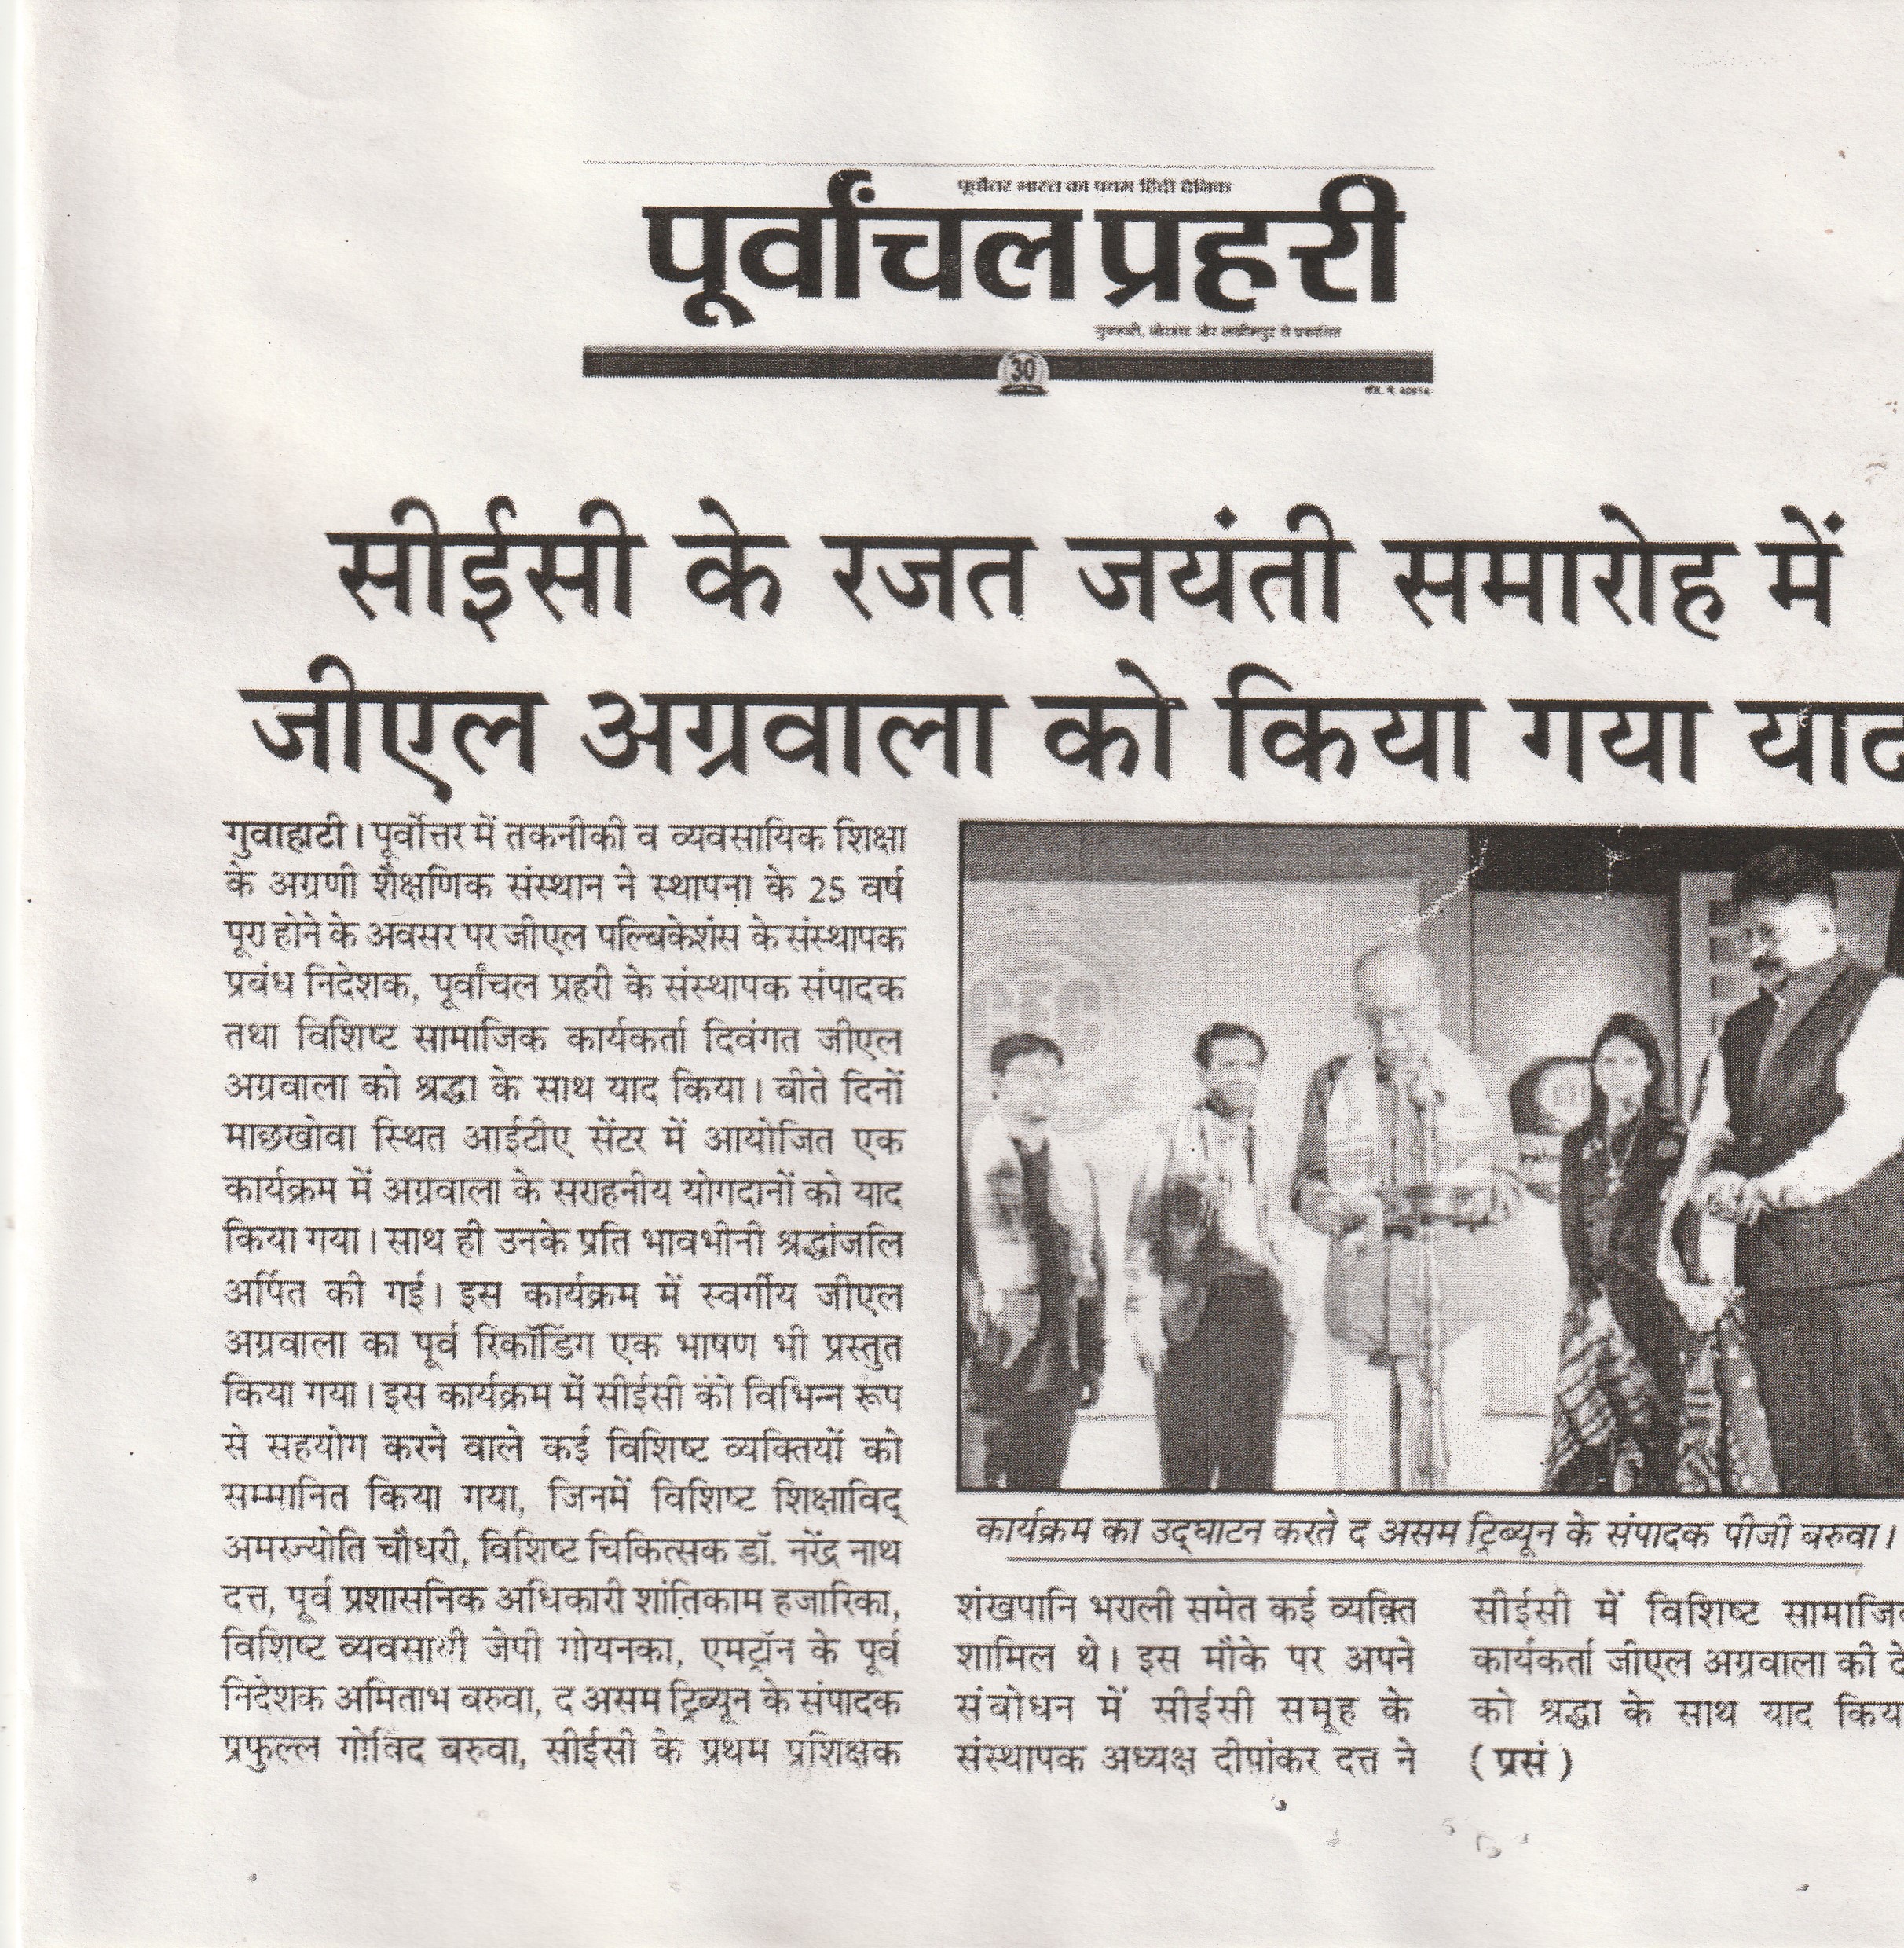 पूर्वोत्तर भारत का प्रथम हिंदी दैनिक
पूर्वांचल प्रहरी
गुवाहाटी, जोरहाट और लखीमपुर से प्रकाशित
30
सीईसी के रजत जयंती समारोह में
जीएल अग्रवाला को किया गया याद
गुवाहाटी। पूर्वोत्तर में तकनीकी व व्यवसायिक शिक्षा
के अग्रणी शैक्षणिक संस्थान ने स्थापना के 25 वर्ष
पूरा होने के अवसर पर जीएल पल्बिकेशंस के संस्थापक
प्रबंध निदेशक, पूर्वांचल प्रहरी के संस्थापक संपादक
तथा विशिष्ट सामाजिक कार्यकर्ता दिवंगत जीएल
अग्रवाला को श्रद्धा के साथ याद किया। बीते दिनों
माछखोवा स्थित आईटीए सेंटर में आयोजित एक
कार्यक्रम में अग्रवाला के सराहनीय योगदानों को याद
किया गया। साथ ही उनके प्रति भावभीनी श्रद्धांजलि
अर्पित की गई। इस कार्यक्रम में स्वर्गीय जीएल
अग्रवाला का पूर्व रिकॉडिंग एक भाषण भी प्रस्तुत
किया गया। इस कार्यक्रम में सीईसी को विभिन्न रूप
से सहयोग करने वाले कई विशिष्ट व्यक्तियों को
सम्मानित किया गया, जिनमें विशिष्ट शिक्षाविद्
अमरज्योति चौधरी, विशिष्ट चिकित्सक डॉ. नरेंद्र नाथ
दत्त, पूर्व प्रशासनिक अधिकारी शांतिकाम हजारिका,
विशिष्ट व्यवसायी जेपी गोयनका, एमट्रॉन के पूर्व
निदेशक अमिताभ बरुवा, द असम ट्रिब्यून के संपादक
प्रफुल्ल गोविंद बरुवा, सीईसी के प्रथम प्रशिक्षक
CEC
कार्यक्रम का उद्घाटन करते द असम ट्रिब्यून के संपादक पीजी बरुवा।
शंखपानि भराली समेत कई व्यक्ति
शामिल थे। इस मौके पर अपने
संबोधन में सीईसी समूह के
संस्थापक अध्यक्ष दीपांकर दत्त ने
सीईसी में विशिष्ट
कार्यकर्ता जीएल अग्रवाला की
को श्रद्धा के साथ याद
( प्रसं )